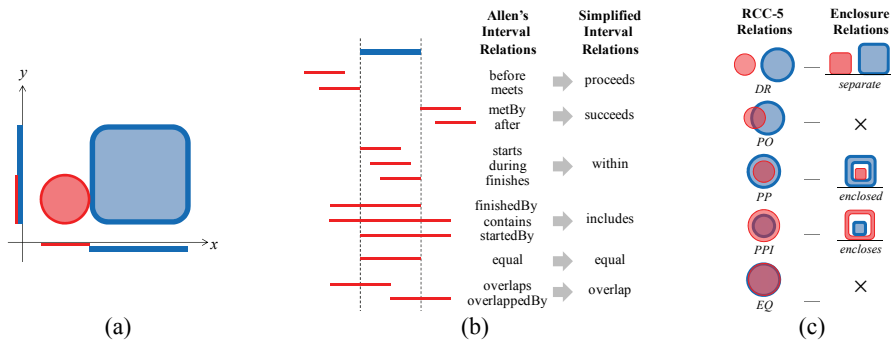 y
x
(a)
Allen's
Interval
Relations
Simplified
Interval
Relations
before
meets
proceeds
metBy
after
succeeds
starts
during
finishes
within
finishedBy
contains
startedBy
includes
equal
equal
overlaps
overlappedBy
overlap
(b)
RCC-5
Relations
Enclosure
Relations
DR
separate
PO
PP
enclosed
PPI
encloses
EQ
(c)